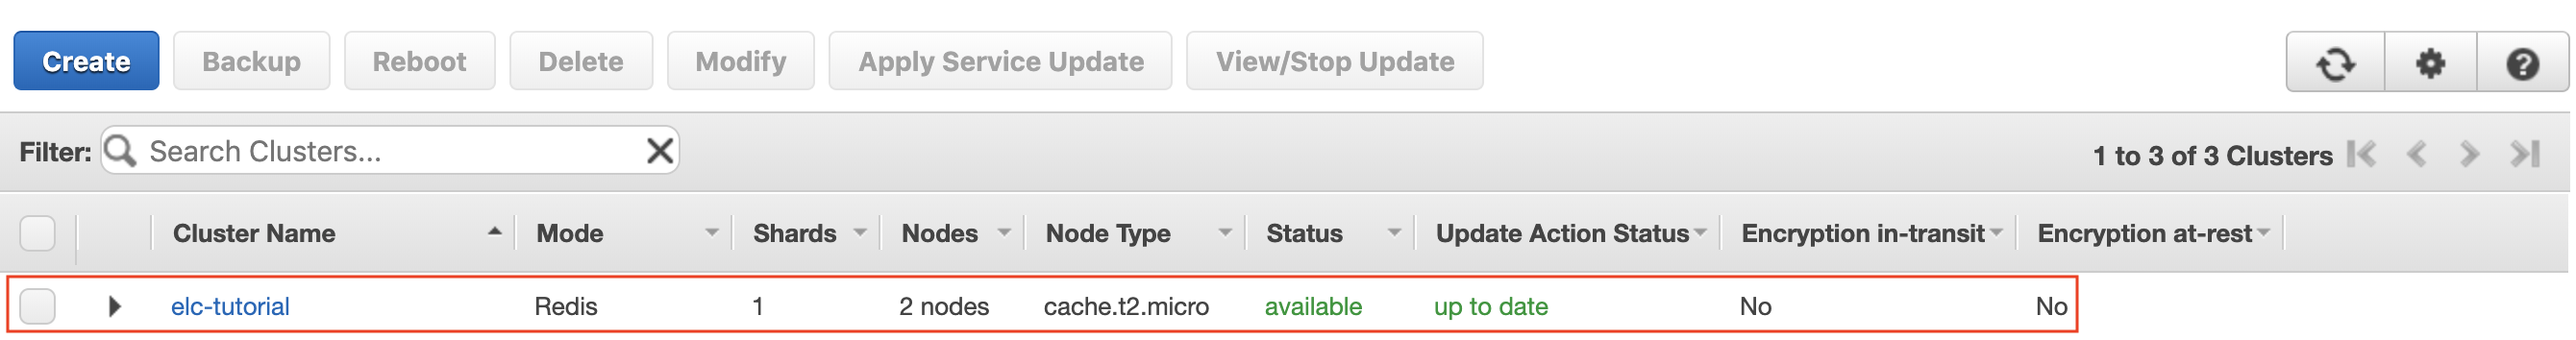 Create Backup Reboot Delete Modify Apply Service Update View/Stop Update
Filter: Search Clusters... 1 to 3 of 3 Clusters
Cluster Name Mode Shards Nodes Node Type Status Update Action Status Encryption in-transit Encryption at-rest
elc-tutorial Redis 1 2 nodes cache.t2.micro available up to date No No